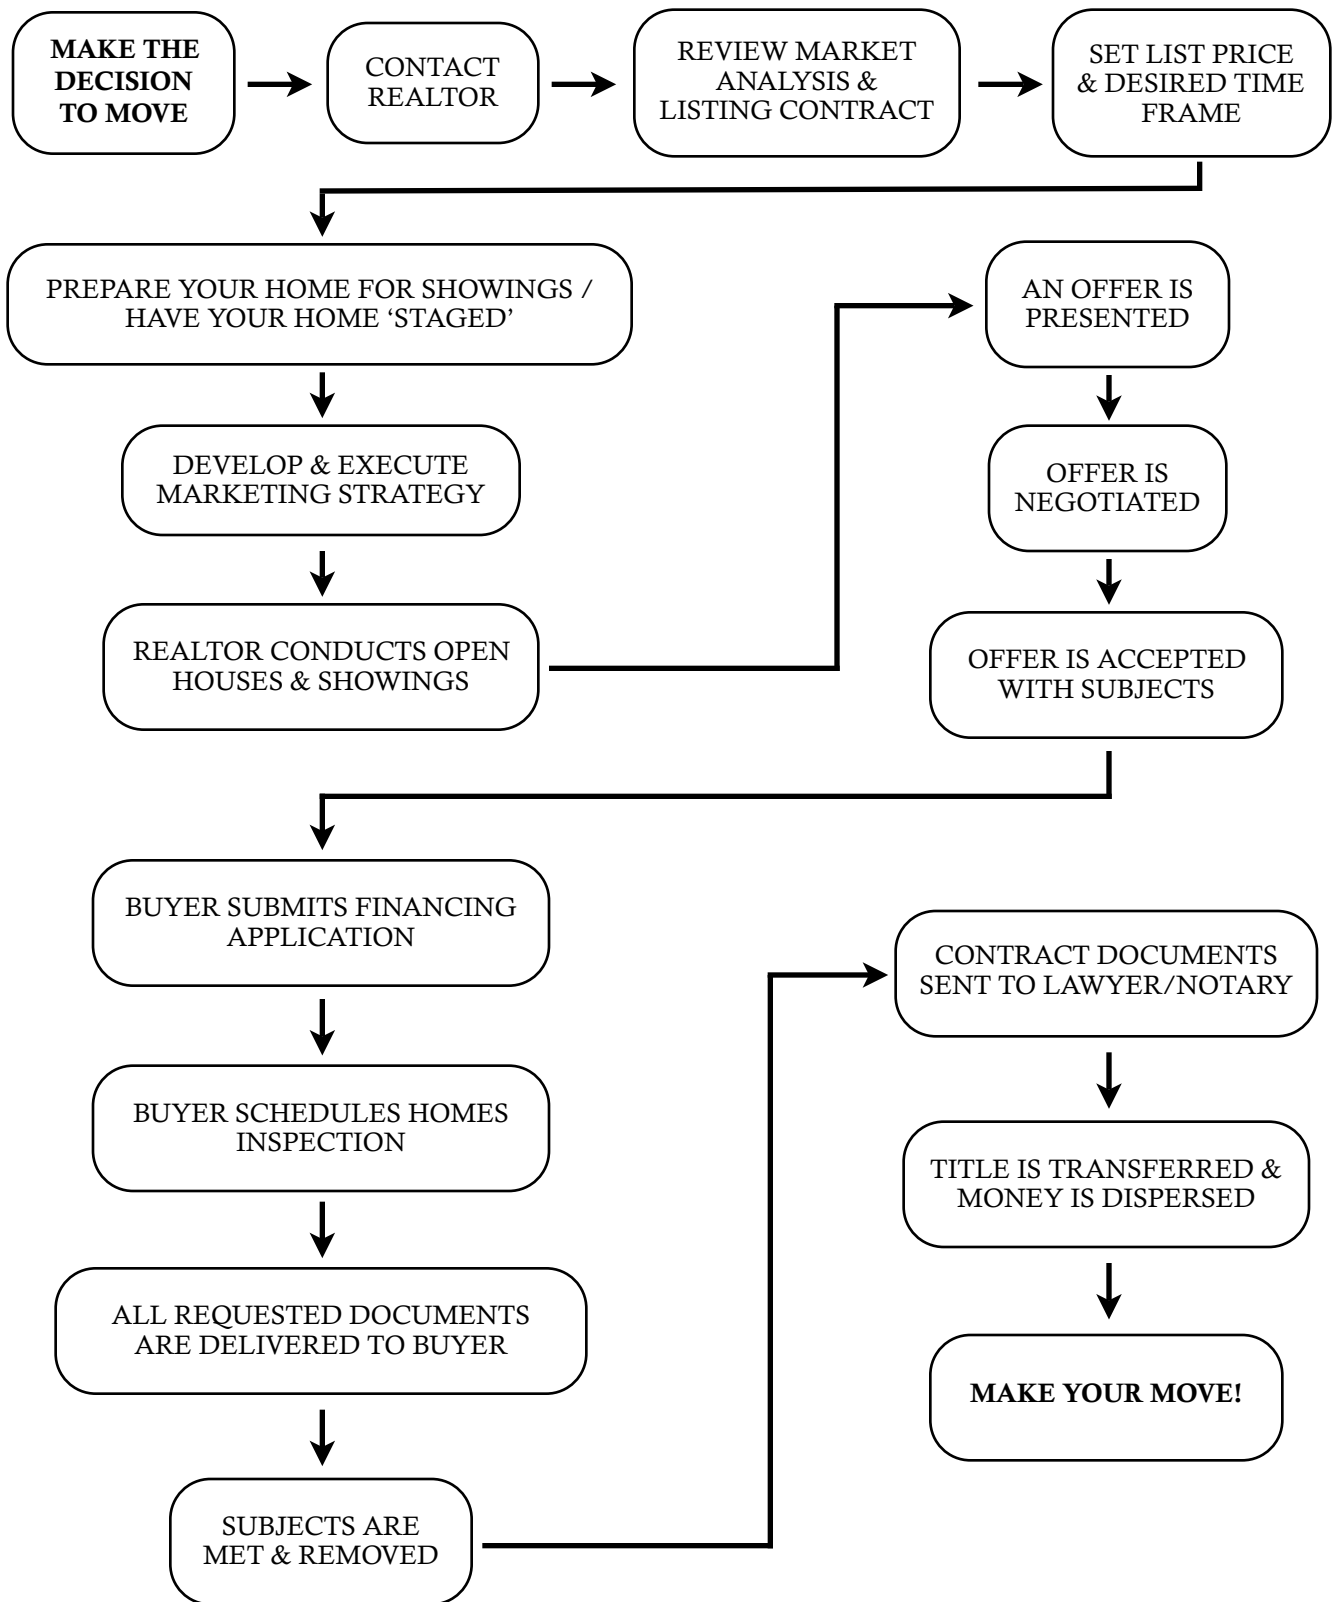 MAKE THE
DECISION
TO MOVE
CONTACT
REALTOR
REVIEW MARKET
ANALYSIS &
LISTING CONTRACT
SET LIST PRICE
& DESIRED TIME
FRAME
PREPARE YOUR HOME FOR SHOWINGS /
HAVE YOUR HOME ‘STAGED’
DEVELOP & EXECUTE
MARKETING STRATEGY
REALTOR CONDUCTS OPEN
HOUSES & SHOWINGS
AN OFFER IS
PRESENTED
OFFER IS
NEGOTIATED
OFFER IS ACCEPTED
WITH SUBJECTS
BUYER SUBMITS FINANCING
APPLICATION
BUYER SCHEDULES HOMES
INSPECTION
ALL REQUESTED DOCUMENTS
ARE DELIVERED TO BUYER
SUBJECTS ARE
MET & REMOVED
CONTRACT DOCUMENTS
SENT TO LAWYER/NOTARY
TITLE IS TRANSFERRED &
MONEY IS DISPERSED
MAKE YOUR MOVE!